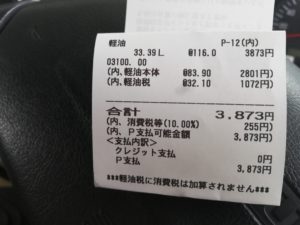 軽油 P-12(内)
33.39L @116.0 3873円
03100.00
(内、軽油本体 @83.90 2801円)
(内、軽油税 @32.10 1072円)
合計 3,873円
(内、消費税等(10.00%) 255円)
(内、P支払可能金額 3,873円)
<支払内訳>
クレジット支払 0円
P支払 3,873円
***軽油税に消費税は加算されません***